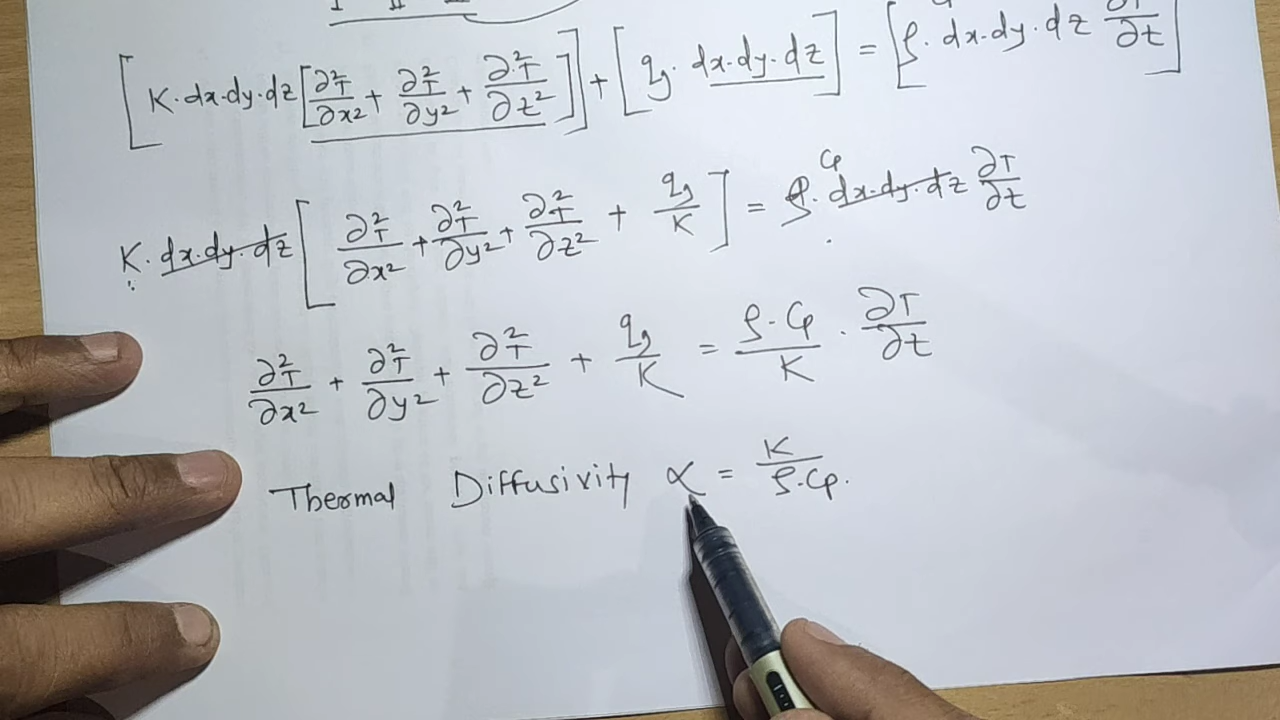 I II III
[K·dx·dy·dz[∂²T/∂x² + ∂²T/∂y² + ∂²T/∂z²]] + [qg· dx·dy·dz] = [ρ· dx·dy·dz ∂T/∂t]
K· dx·dy·dz [∂²T/∂x² + ∂²T/∂y² + ∂²T/∂z² + qg/K] = ρ· Cp dx·dy·dz ∂T/∂t
∂²T/∂x² + ∂²T/∂y² + ∂²T/∂z² + qg/K = ρ·Cp/K · ∂T/∂t
Thermal Diffusivity α = K/ρ·Cp.